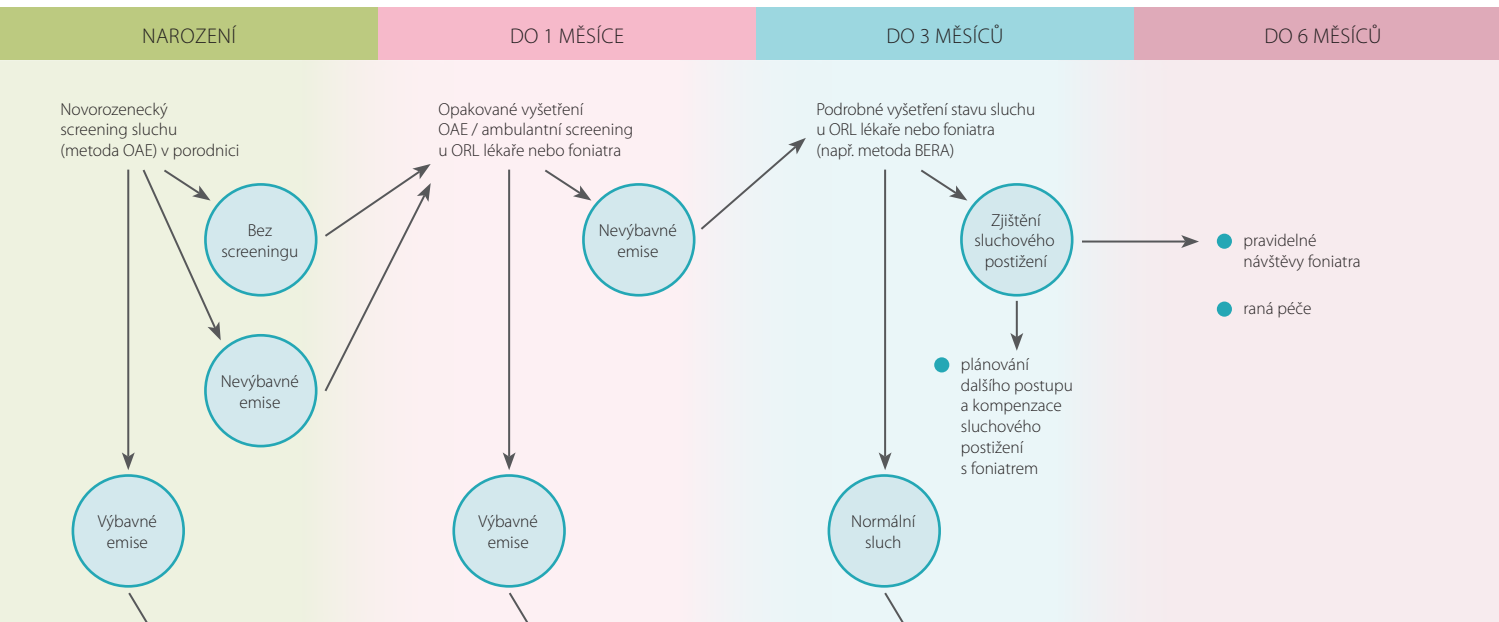 NAROZENÍ
DO 1 MĚSÍCE
DO 3 MĚSÍCŮ
DO 6 MĚSÍCŮ
Novorozenecký
screening sluchu
(metoda OAE) v porodnici
Bez
screeningu
Nevýbavné
emise
Výbavné
emise
Opakované vyšetření
OAE / ambulantní screening
u ORL lékaře nebo foniatra
Nevýbavné
emise
Výbavné
emise
Podrobné vyšetření stavu sluchu
u ORL lékaře nebo foniatra
(např. metoda BERA)
Zjištění
sluchového
postižení
plánování
dalšího postupu
a kompenzace
sluchového
postižení
s foniatrem
Normální
sluch
pravidelné
návštěvy foniatra
raná péče